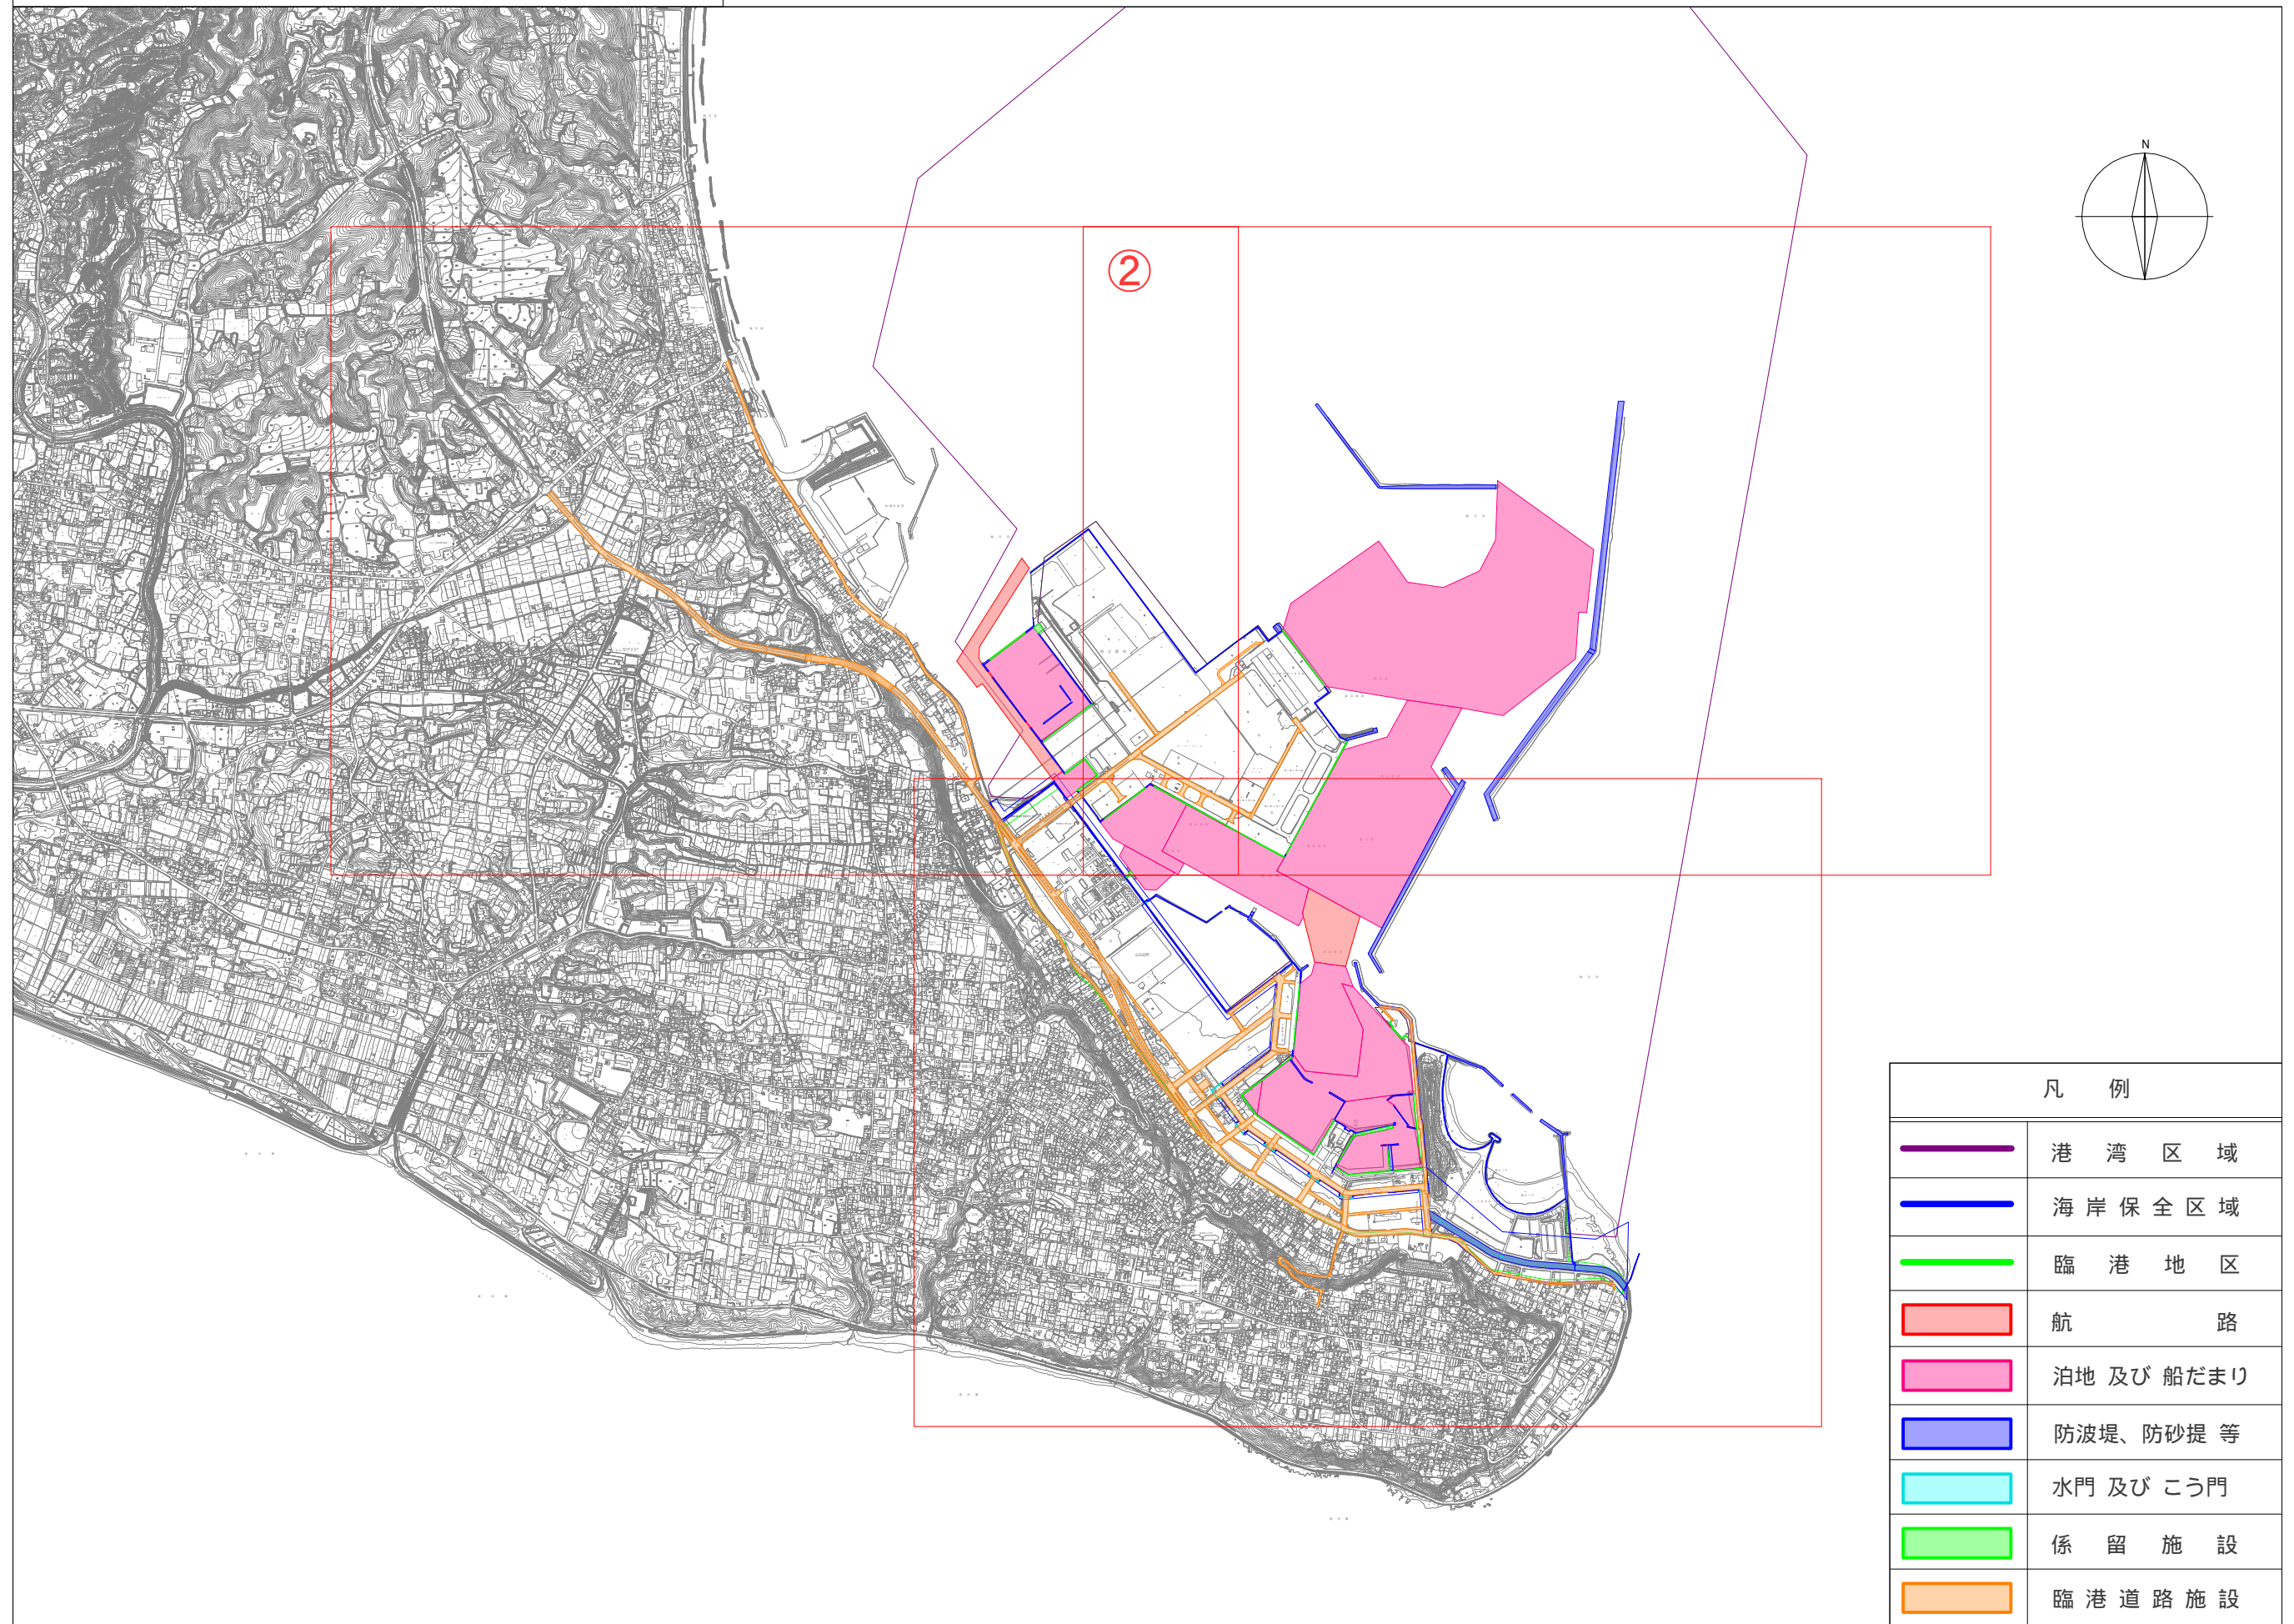 N
②
凡 例
港 湾 区 域
海 岸 保 全 区 域
臨 港 地 区
航 路
泊地 及び 船だまり
防波堤、防砂提 等
水門 及び こう門
係 留 施 設
臨 港 道 路 施 設